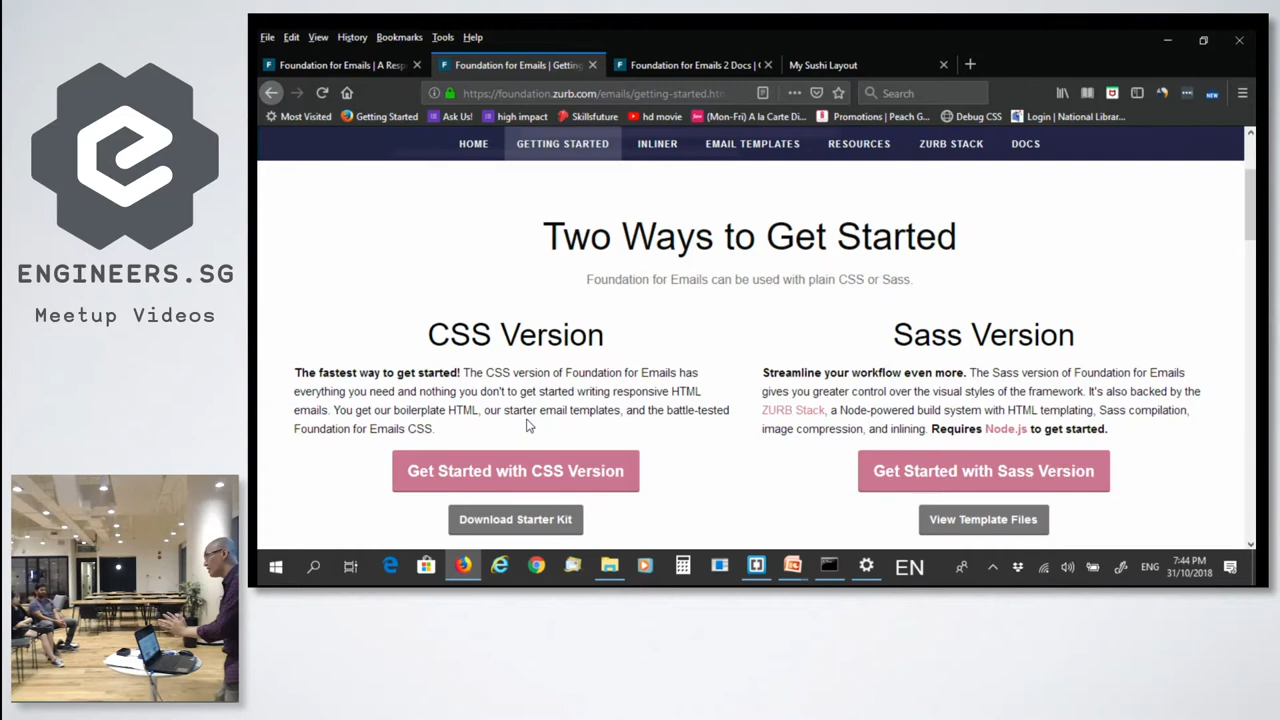 ENGINEERS.SG
Meetup Videos
File Edit View History Bookmarks Tools Help
Foundation for Emails | A Resp
Foundation for Emails | Getting
Foundation for Emails 2 Docs | C
My Sushi Layout
https://foundation.zurb.com/emails/getting-started.htm
Search
Most Visited
Getting Started
Ask Us!
high impact
Skillsfuture
hd movie
(Mon-Fri) A la Carte Di...
Promotions | Peach G...
Debug CSS
Login | National Librar...
HOME GETTING STARTED INLINER EMAIL TEMPLATES RESOURCES ZURB STACK DOCS
Two Ways to Get Started
Foundation for Emails can be used with plain CSS or Sass.
CSS Version
The fastest way to get started! The CSS version of Foundation for Emails has
everything you need and nothing you don't to get started writing responsive HTML
emails. You get our boilerplate HTML, our starter email templates, and the battle-tested
Foundation for Emails CSS.
Get Started with CSS Version
Download Starter Kit
Sass Version
Streamline your workflow even more. The Sass version of Foundation for Emails
gives you greater control over the visual styles of the framework. It's also backed by the
ZURB Stack, a Node-powered build system with HTML templating, Sass compilation,
image compression, and inlining. Requires Node.js to get started.
Get Started with Sass Version
View Template Files
EN
ENG
7:44 PM
31/10/2018